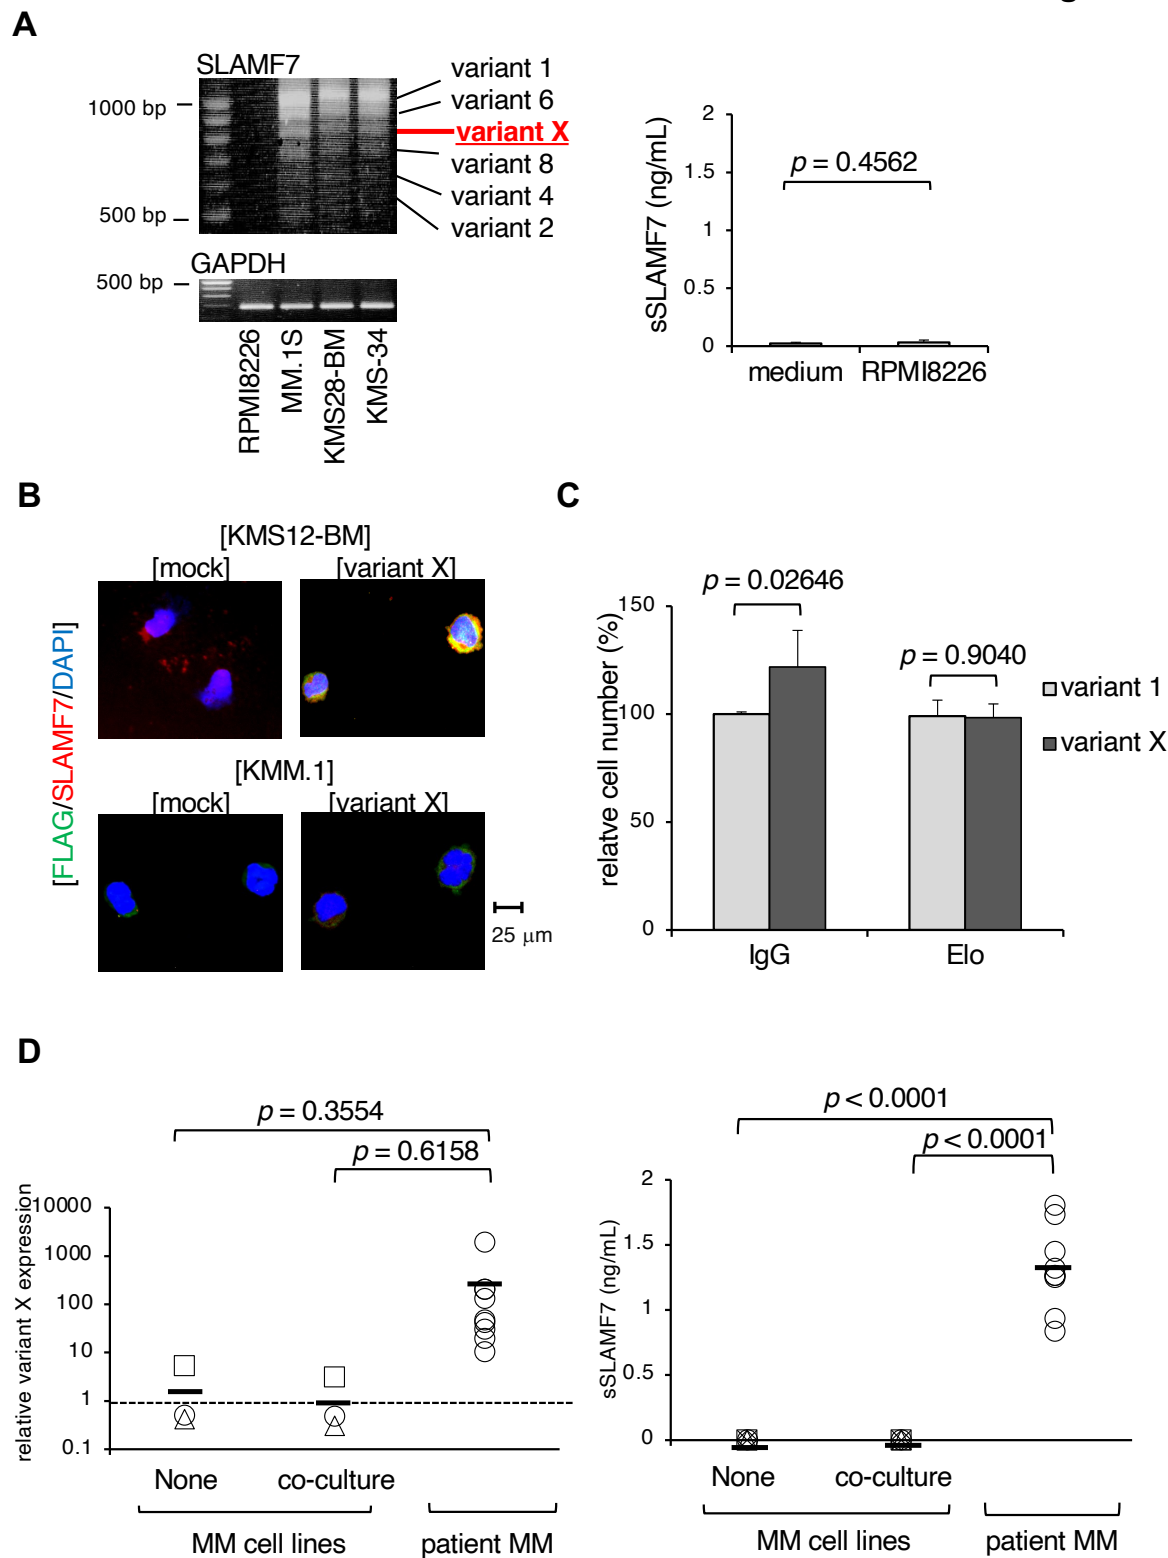 A
SLAMF7
1000 bp
500 bp
variant 1
variant 6
variant X
variant 8
variant 4
variant 2
GAPDH
500 bp
RPMI8226
MM.1S
KMS28-BM
KMS-34
sSLAMF7 (ng/mL)
2
1.5
1
0.5
0
p = 0.4562
medium RPMI8226
B
[KMS12-BM]
[mock] [variant X]
[KMM.1]
[mock] [variant X]
[FLAG/SLAMF7/DAPI]
25 μm
C
relatve cell number (%)
150
100
50
0
p = 0.02646
p = 0.9040
variant 1
variant X
IgG Elo
D
p = 0.3554
p = 0.6158
relative variant X expression
10000
1000
100
10
1
0.1
None co-culture
MM cell lines patient MM
p < 0.0001
p < 0.0001
sSLAMF7 (ng/mL)
2
1.5
1
0.5
0
None co-culture
MM cell lines patient MM